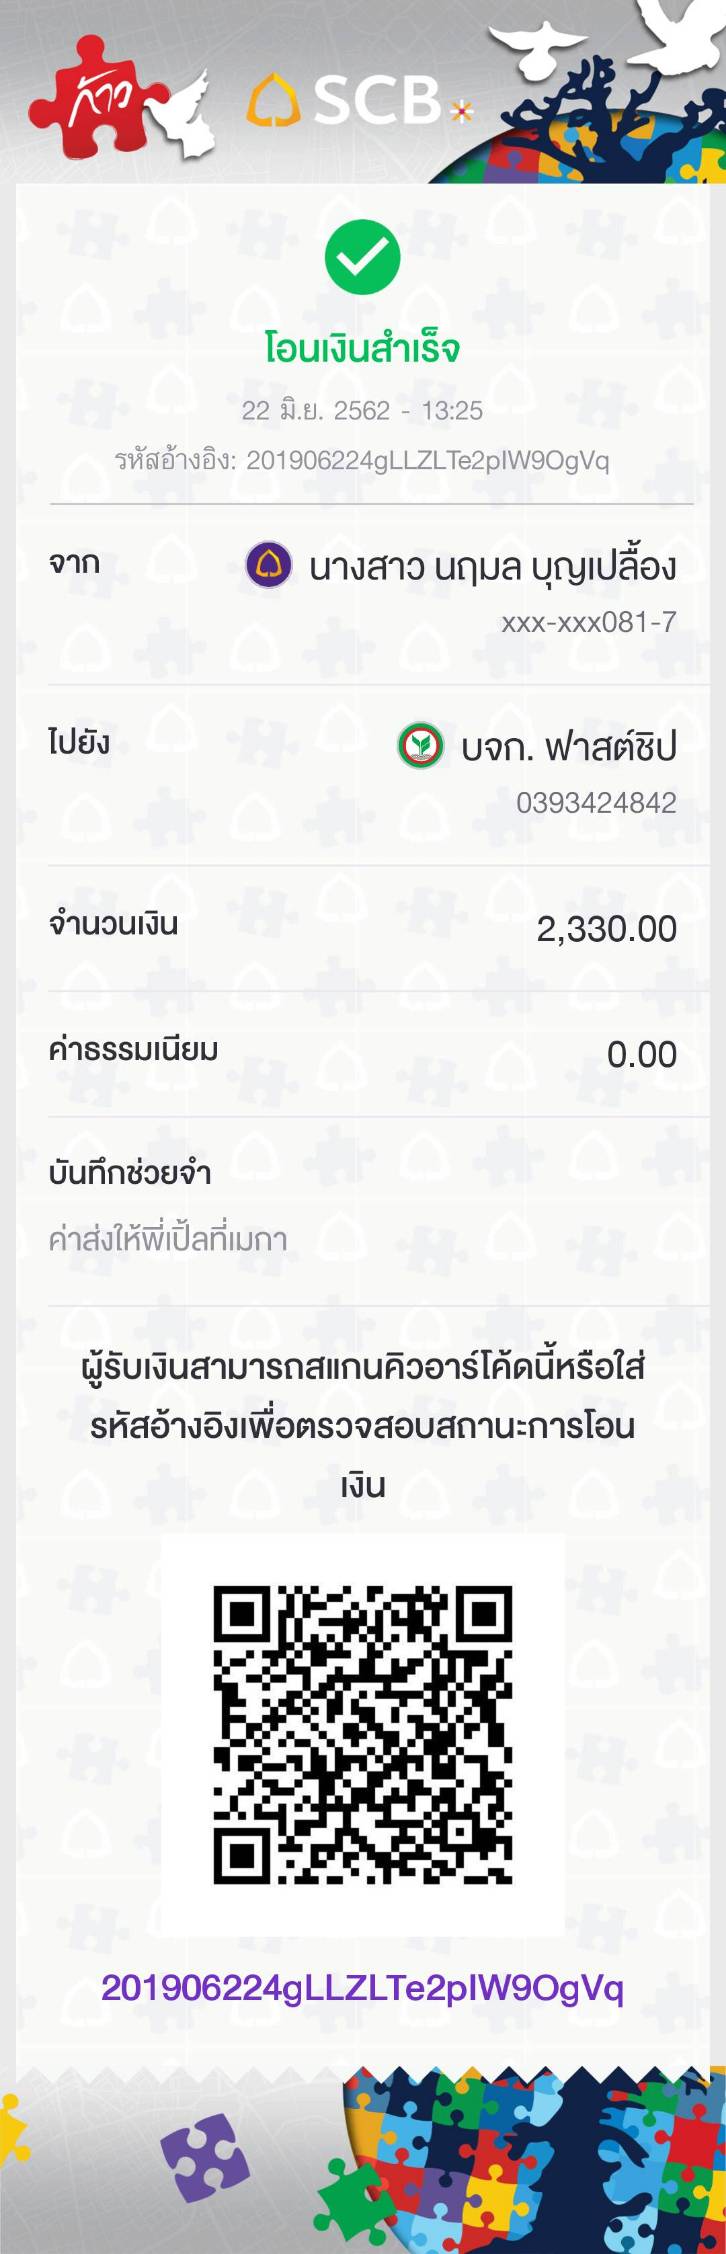 ก้าว
SCB
โอนเงินสำเร็จ
22 มิ.ย. 2562 - 13:25
รหัสอ้างอิง: 201906224gLLZLTe2pIW9OgVq
จาก
นางสาว นฤมล บุญเปลื้อง
xxx-xxx081-7
ไปยัง
บจก. ฟาสต์ชิป
0393424842
จำนวนเงิน
2,330.00
ค่าธรรมเนียม
0.00
บันทึกช่วยจำ
ค่าส่งให้พี่เปิ้ลที่เมกา
ผู้รับเงินสามารถสแกนคิวอาร์โค้ดนี้หรือใส่
รหัสอ้างอิงเพื่อตรวจสอบสถานะการโอน
เงิน
201906224gLLZLTe2pIW9OgVq